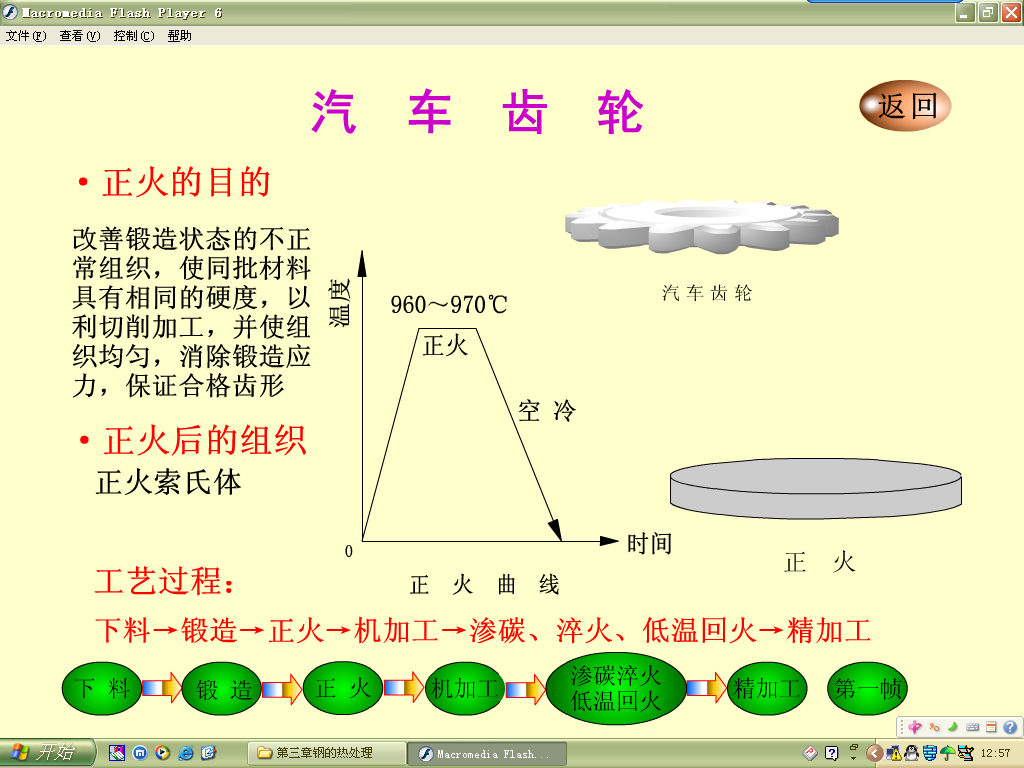 Macromedia Flash Player 6
文件(F) 查看(V) 控制(C) 帮助
汽 车 齿 轮
返回
·正火的目的
改善锻造状态的不正
常组织，使同批材料
具有相同的硬度，以
利切削加工，并使组
织均匀，消除锻造应
力，保证合格齿形
·正火后的组织
正火索氏体
温度
960～970℃
正火
空 冷
0
时间
正 火 曲 线
汽 车 齿 轮
正 火
工艺过程：
下料→锻造→正火→机加工→渗碳、淬火、低温回火→精加工
下 料
锻 造
正 火
机加工
渗碳淬火
低温回火
精加工
第一帧
开始
第三章钢的热处理
Macromedia Flash...
12:57